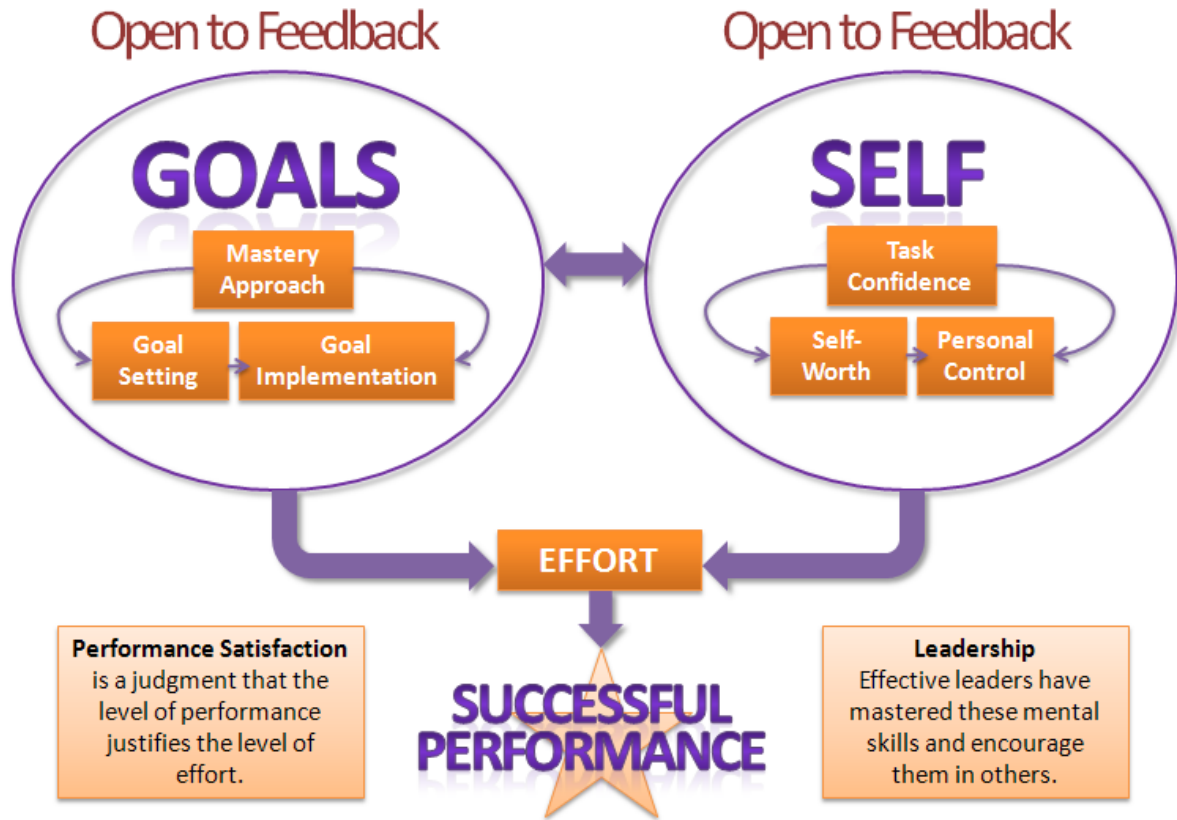 Open to Feedback
Open to Feedback
GOALS
Mastery
Approach
Goal
Setting
Goal
Implementation
SELF
Task
Confidence
Self-
Worth
Personal
Control
EFFORT
Performance Satisfaction
is a judgment that the
level of performance
justifies the level of
effort.
SUCCESSFUL
PERFORMANCE
Leadership
Effective leaders have
mastered these mental
skills and encourage
them in others.